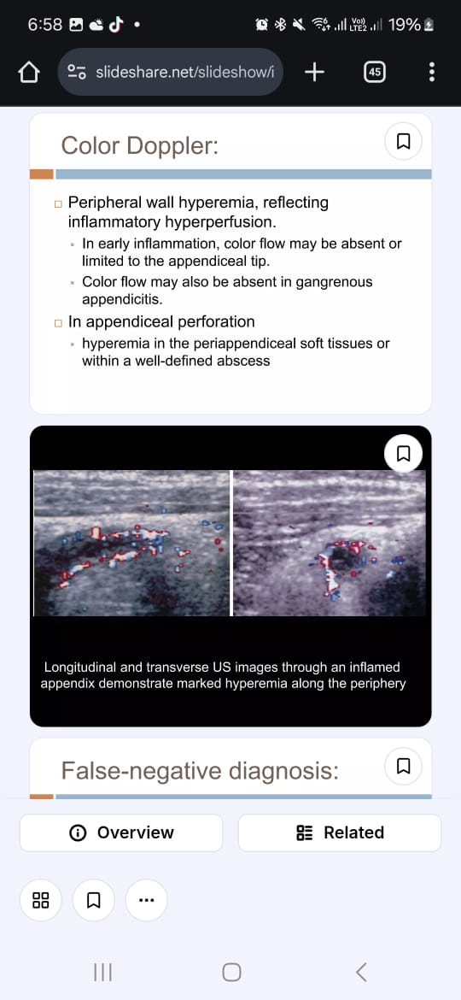 6:58
Vo))
LTE2
19%
slideshare.net/slideshow/i
45
Color Doppler:
Peripheral wall hyperemia, reflecting
inflammatory hyperperfusion.
In early inflammation, color flow may be absent or
limited to the appendiceal tip.
Color flow may also be absent in gangrenous
appendicitis.
In appendiceal perforation
hyperemia in the periappendiceal soft tissues or
within a well-defined abscess
Longitudinal and transverse US images through an inflamed
appendix demonstrate marked hyperemia along the periphery
False-negative diagnosis:
Overview
Related